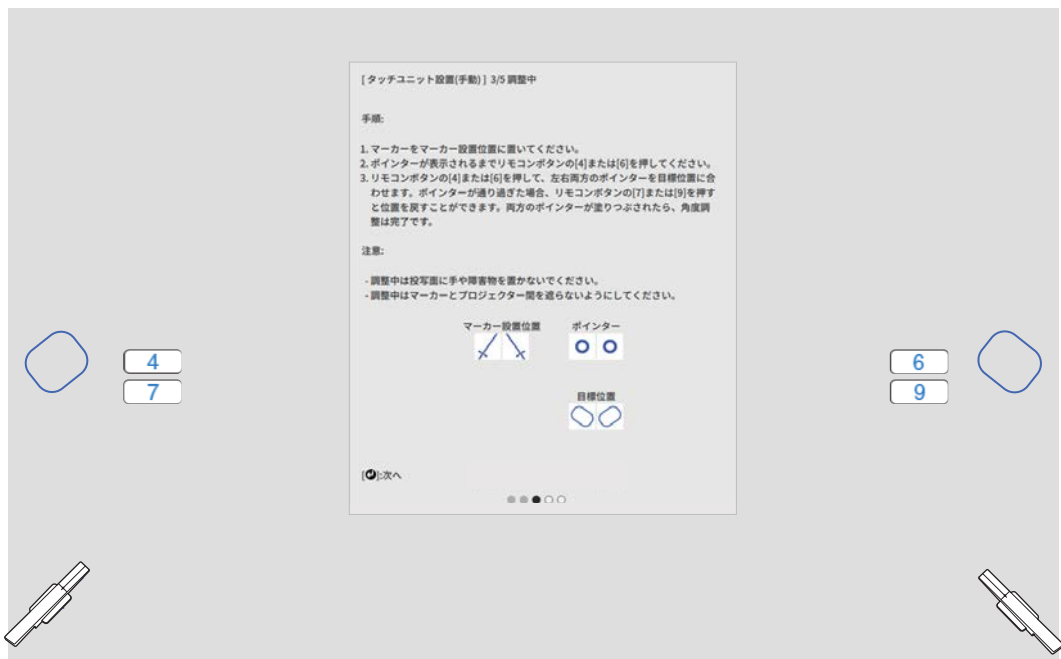 [ タッチユニット設置(手動) ] 3/5 調整中
手順:
1. マーカーをマーカー設置位置に置いてください。
2. ポインターが表示されるまでリモコンボタンの[4]または[6]を押してください。
3. リモコンボタンの[4]または[6]を押して、左右両方のポインターを目標位置に合
わせます。ポインターが通り過ぎた場合、リモコンボタンの[7]または[9]を押す
と位置を戻すことができます。両方のポインターが塗りつぶされたら、角度調
整は完了です。
注意:
- 調整中は投写面に手や障害物を置かないでください。
- 調整中はマーカーとプロジェクター間を遮らないようにしてください。
マーカー設置位置 ポインター
4
7
6
9
目標位置
[ ]:次へ